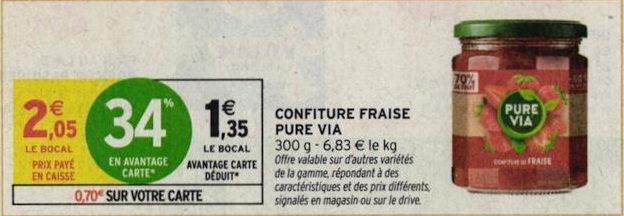 2,05 €
LE BOCAL
PRIX PAYÉ
EN CAISSE
34%
EN AVANTAGE
CARTE*
1,35 €
LE BOCAL
AVANTAGE CARTE
DÉDUIT*
0,70€ SUR VOTRE CARTE
CONFITURE FRAISE
PURE VIA
300 g - 6,83 € le kg
Offre valable sur d'autres variétés
de la gamme, répondant à des
caractéristiques et des prix différents,
signalés en magasin ou sur le drive.
70%
PURE
VIA
CONFITURE FRAISE